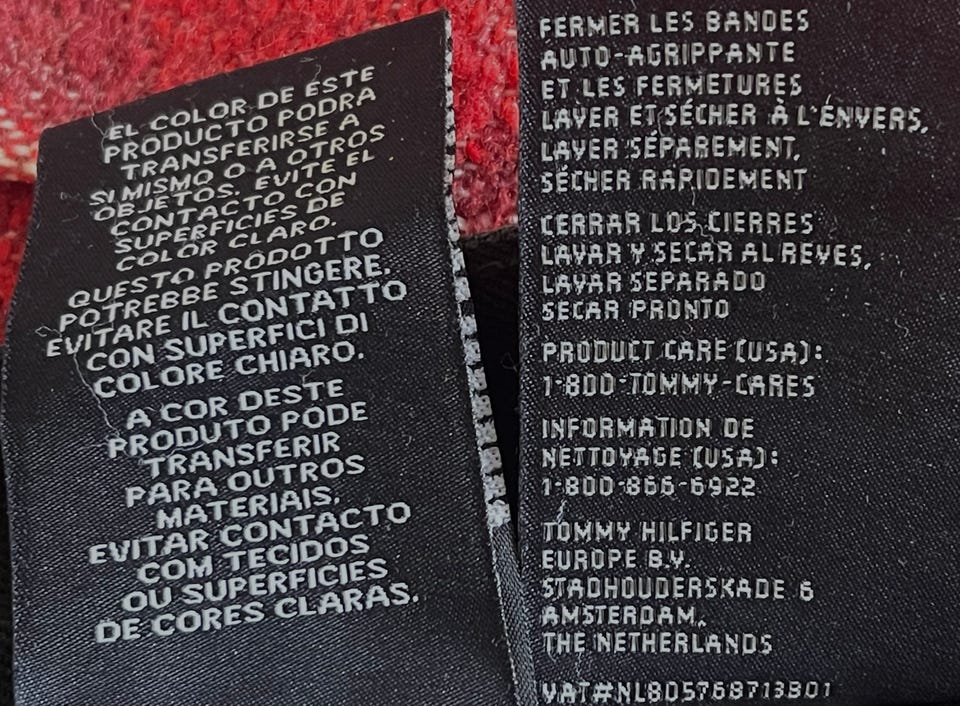 EL COLOR DE ESTE
PRODUCTO PODRA
TRANSFERIRSE A
SI MISMO O A OTROS
OBJETOS. EVITE EL
CONTACTO CON
SUPERFICIES DE
COLOR CLARO.
QUESTO PRODOTTO
POTREBBE STINGERE.
EVITARE IL CONTATTO
CON SUPERFICI DI
COLORE CHIARO.
A COR DESTE
PRODUTO PODE
TRANSFERIR
PARA OUTROS
MATERIAIS.
EVITAR CONTACTO
COM TECIDOS
OU SUPERFICIES
DE CORES CLARAS.
FERMER LES BANDES
AUTO-AGRIPPANTE
ET LES FERMETURES
LAVER ET SÉCHER À L'ENVERS,
LAVER SÉPAREMENT,
SÉCHER RAPIDEMENT
CERRAR LOS CIERRES
LAVAR Y SECAR AL REVES,
LAVAR SEPARADO
SECAR PRONTO
PRODUCT CARE (USA):
1-800-TOMMY-CARES
INFORMATION DE
NETTOYAGE (USA):
1-800-866-6922
TOMMY HILFIGER
EUROPE B.V.
STADHOUDERSKADE 6
AMSTERDAM,
THE NETHERLANDS
VAT#NL805768713B01